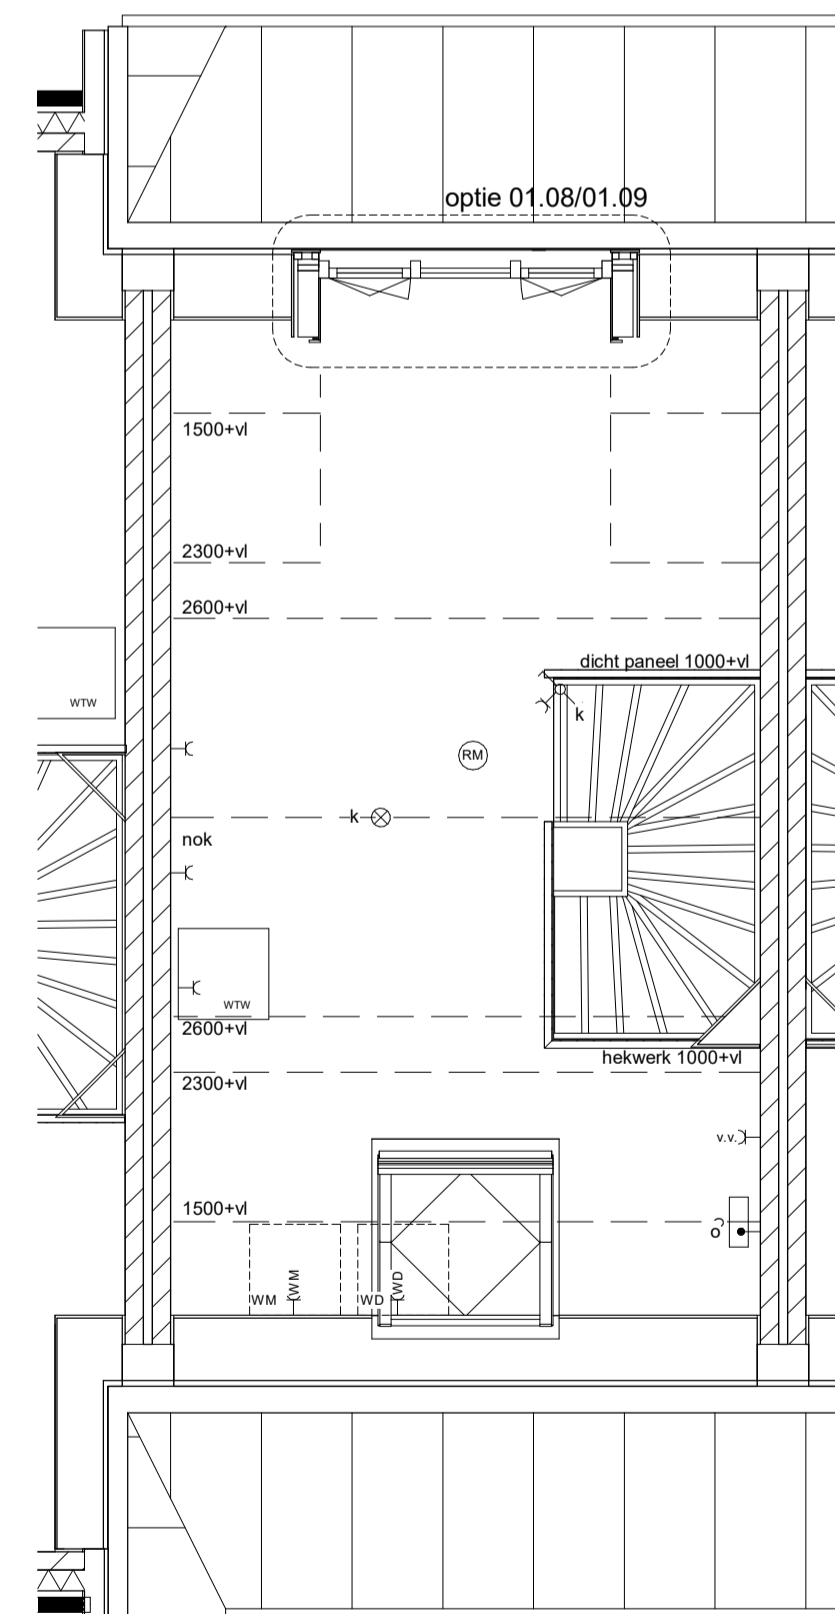 optie 01.08/01.09
1500+vl
2300+vl
2600+vl
dicht paneel 1000+vl
WTW
k
RM
k
nok
WTW
2600+vl
hekwerk 1000+vl
2300+vl
v.v.
1500+vl
o
WM
WM
WD
WD